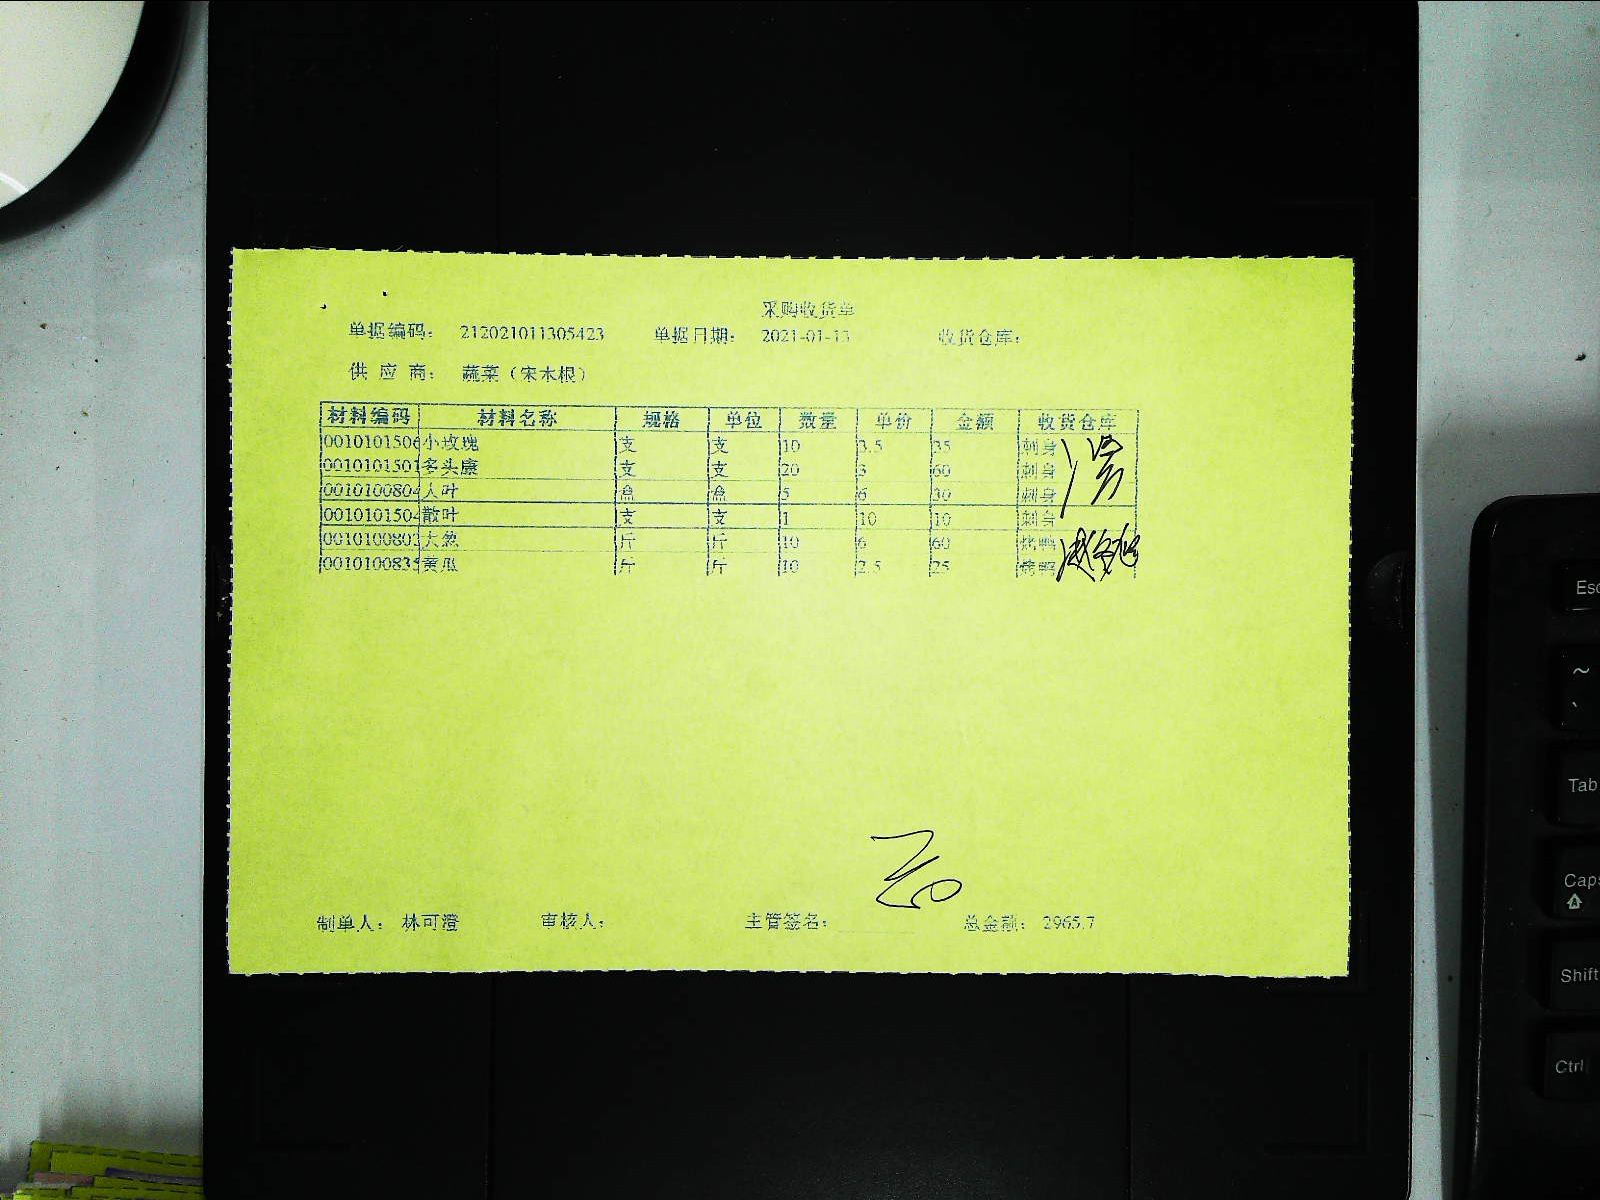 采购收货单
单据编码： 212021011305423 单据日期： 2021-01-13 收货仓库：
供 应 商： 蔬菜（宋木根）
材料编码 材料名称 规格 单位 数量 单价 金额 收货仓库
0010101506 小玫瑰 支 支 10 3.5 35 刺身
0010101501 多头康 支 支 20 3 60 刺身
0010100804 大叶 盒 盒 5 6 30 刺身
0010101504 散叶 支 支 1 10 10 刺身
0010100802 大葱 斤 斤 10 6 60 烤鸭
0010100835 黄瓜 斤 斤 10 2.5 25 烤鸭
制单人： 林可澄 审核人： 主管签名： 总金额： 2965.7
Esc
~
、
Tab
Caps
Shift
Ctrl